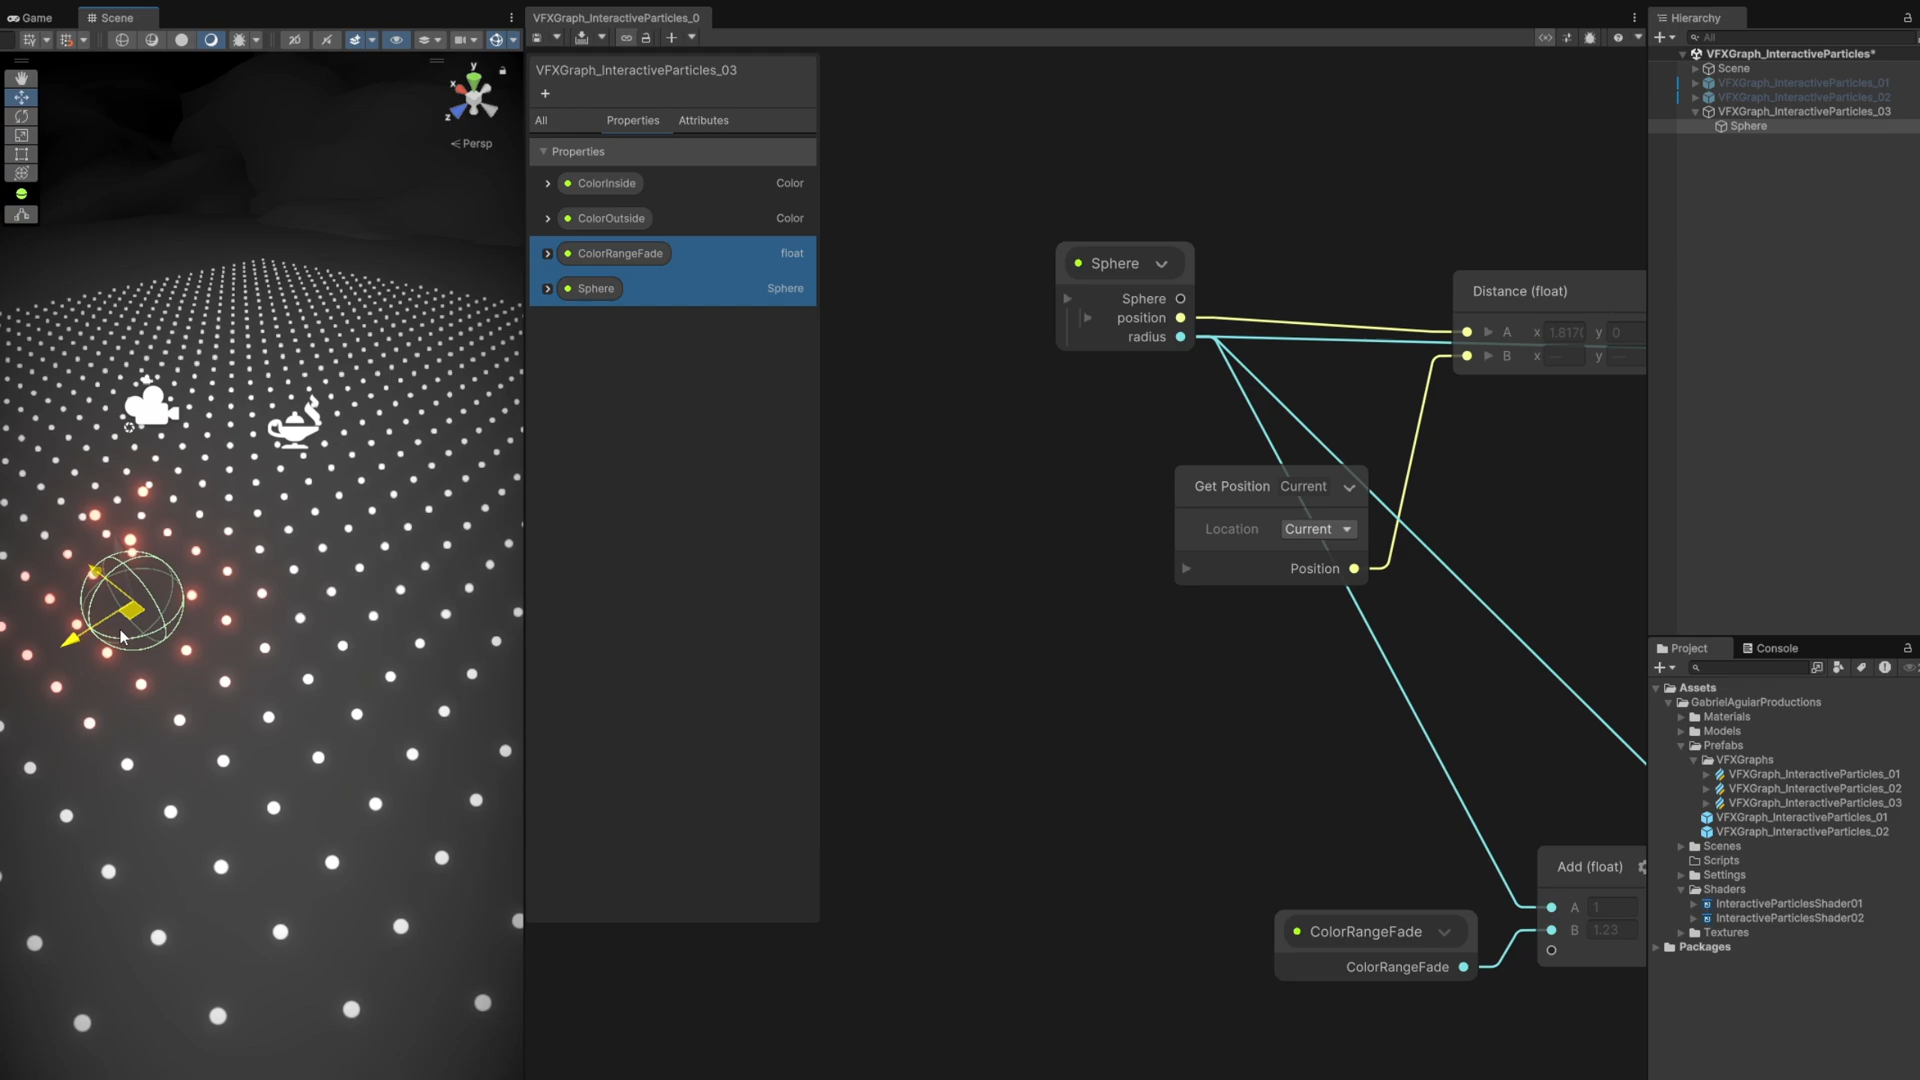 Game
Scene
VFXGraph_InteractiveParticles_0
2D
y
x
z
Persp
VFXGraph_InteractiveParticles_03
+
All
Properties
Attributes
Properties
ColorInside
Color
ColorOutside
Color
ColorRangeFade
float
Sphere
Sphere
Sphere
Sphere
position
radius
Distance (float)
A x 1.817( y 0
B x — y —
Get Position Current
Location Current
Position
ColorRangeFade
ColorRangeFade
Add (float)
A 1
B 1.23
Hierarchy
All
VFXGraph_InteractiveParticles*
Scene
VFXGraph_InteractiveParticles_01
VFXGraph_InteractiveParticles_02
VFXGraph_InteractiveParticles_03
Sphere
Project
Console
Assets
GabrielAguiarProductions
Materials
Models
Prefabs
VFXGraphs
VFXGraph_InteractiveParticles_01
VFXGraph_InteractiveParticles_02
VFXGraph_InteractiveParticles_03
VFXGraph_InteractiveParticles_01
VFXGraph_InteractiveParticles_02
Scenes
Scripts
Settings
Shaders
InteractiveParticlesShader01
InteractiveParticlesShader02
Textures
Packages